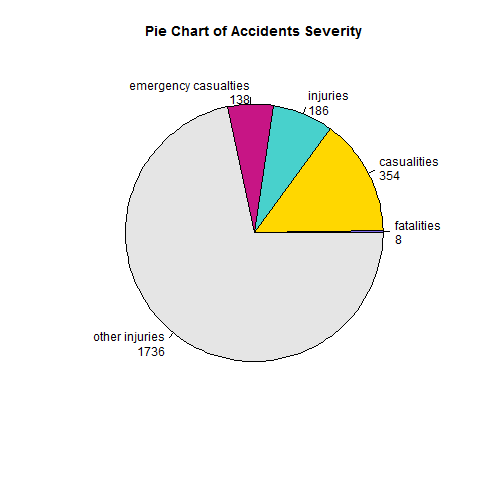 Pie Chart of Accidents Severity
emergency casualties
138
injuries
186
casualities
354
fatalities
8
other injuries
1736